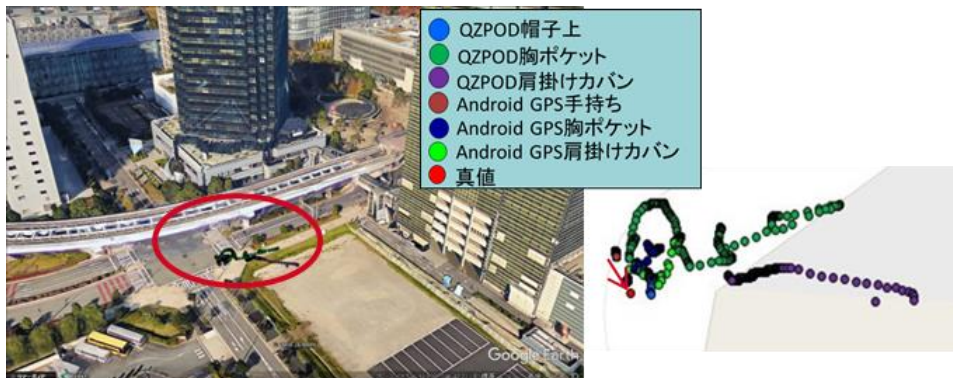 QZPOD帽子上
QZPOD胸ポケット
QZPOD肩掛けカバン
Android GPS手持ち
Android GPS胸ポケット
Android GPS肩掛けカバン
真値
Google Earth